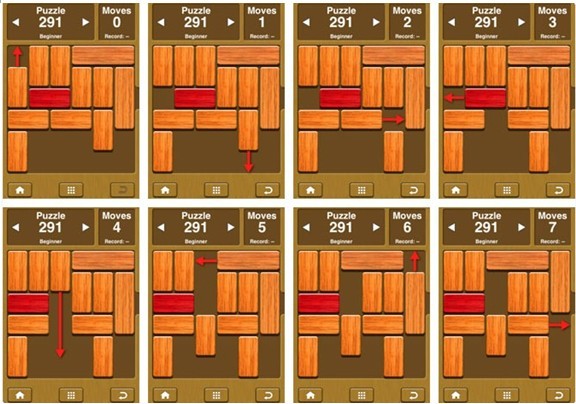 Puzzle Moves
291 0
Beginner Record: --
Puzzle Moves
291 1
Beginner Record: --
Puzzle Moves
291 2
Beginner Record: --
Puzzle Moves
291 3
Beginner Record: --
Puzzle Moves
291 4
Beginner Record: --
Puzzle Moves
291 5
Beginner Record: --
Puzzle Moves
291 6
Beginner Record: --
Puzzle Moves
291 7
Beginner Record: --